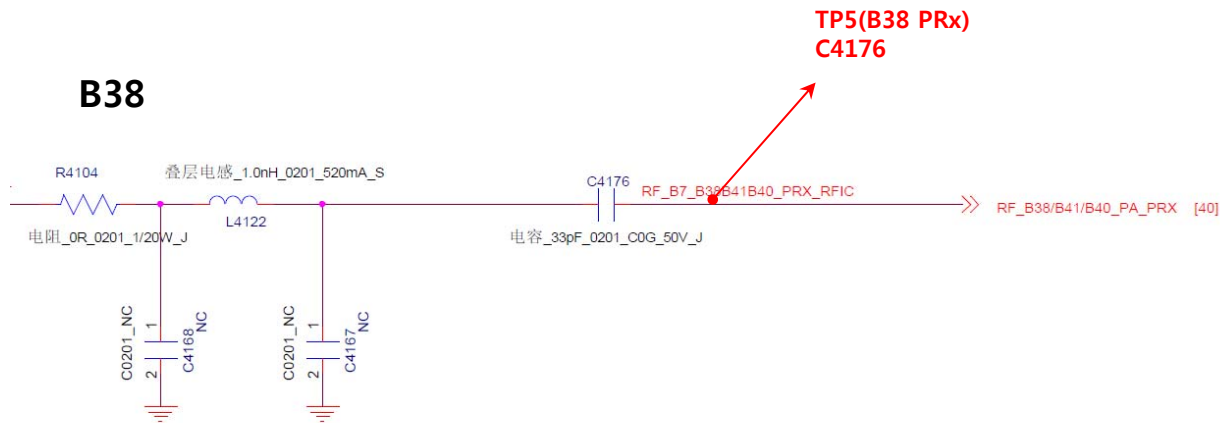 TP5(B38 PRx)
C4176
B38
R4104
叠层电感_1.0nH_0201_520mA_S
C4176
RF_B7_B38B41B40_PRX_RFIC
L4122
RF_B38/B41/B40_PA_PRX [40]
电阻_0R_0201_1/20W_J
电容_33pF_0201_C0G_50V_J
C0201_NC
1
2
C4168
NC
C0201_NC
1
2
C4167
NC